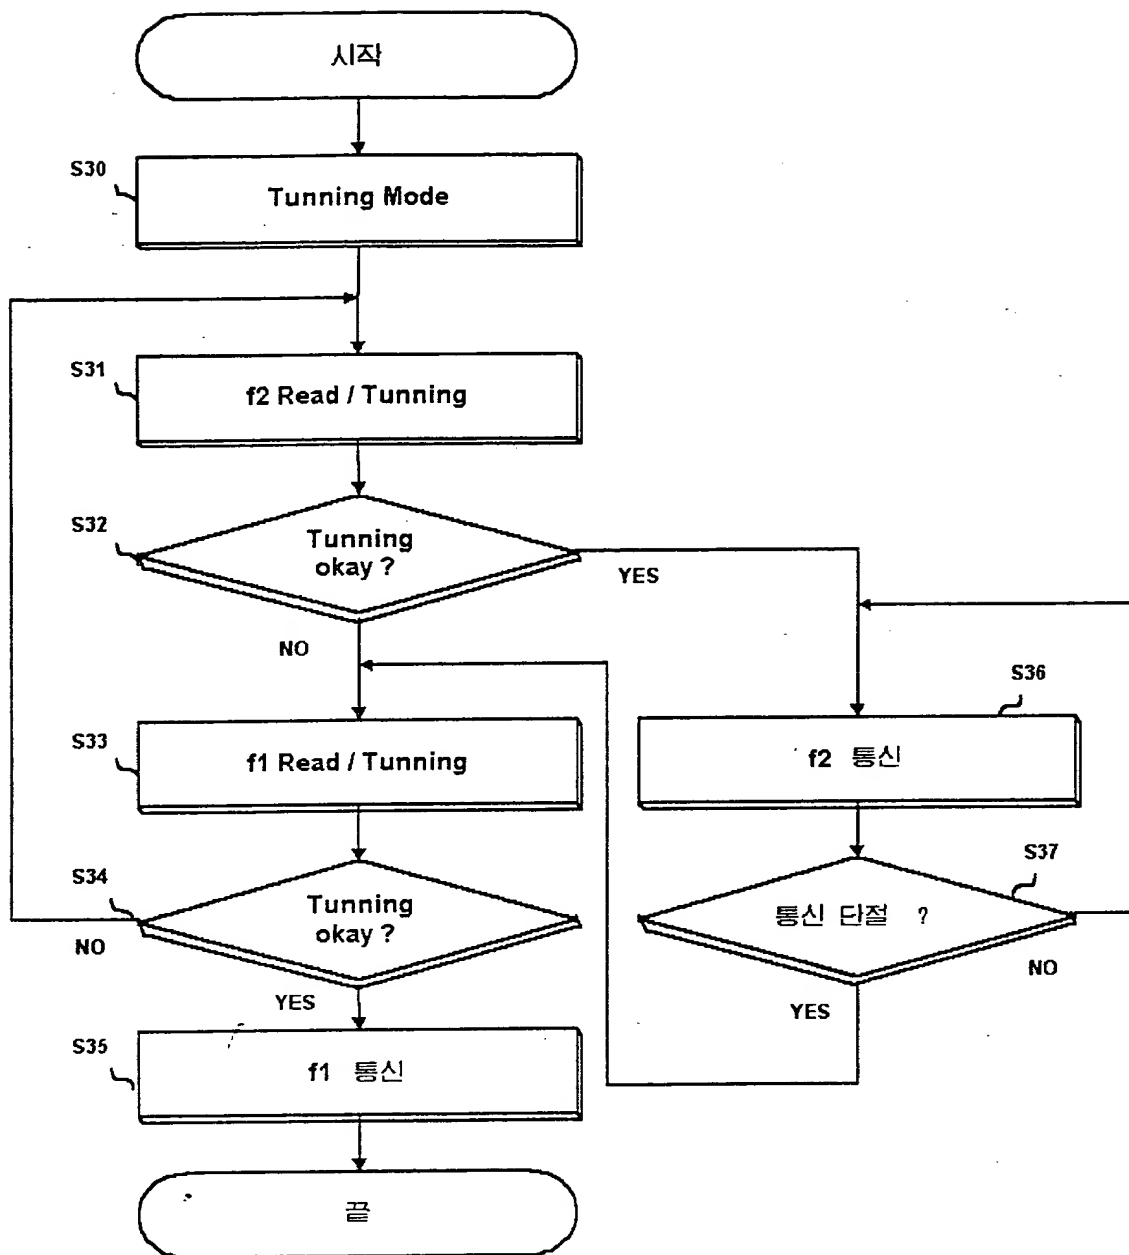 시작
S30
Tunning Mode
S31
f2 Read / Tunning
S32
Tunning
okay ?
YES
NO
S33
f1 Read / Tunning
S34
Tunning
okay ?
NO
YES
S35
f1 통신
끝
S36
f2 통신
S37
통신 단절 ?
NO
YES